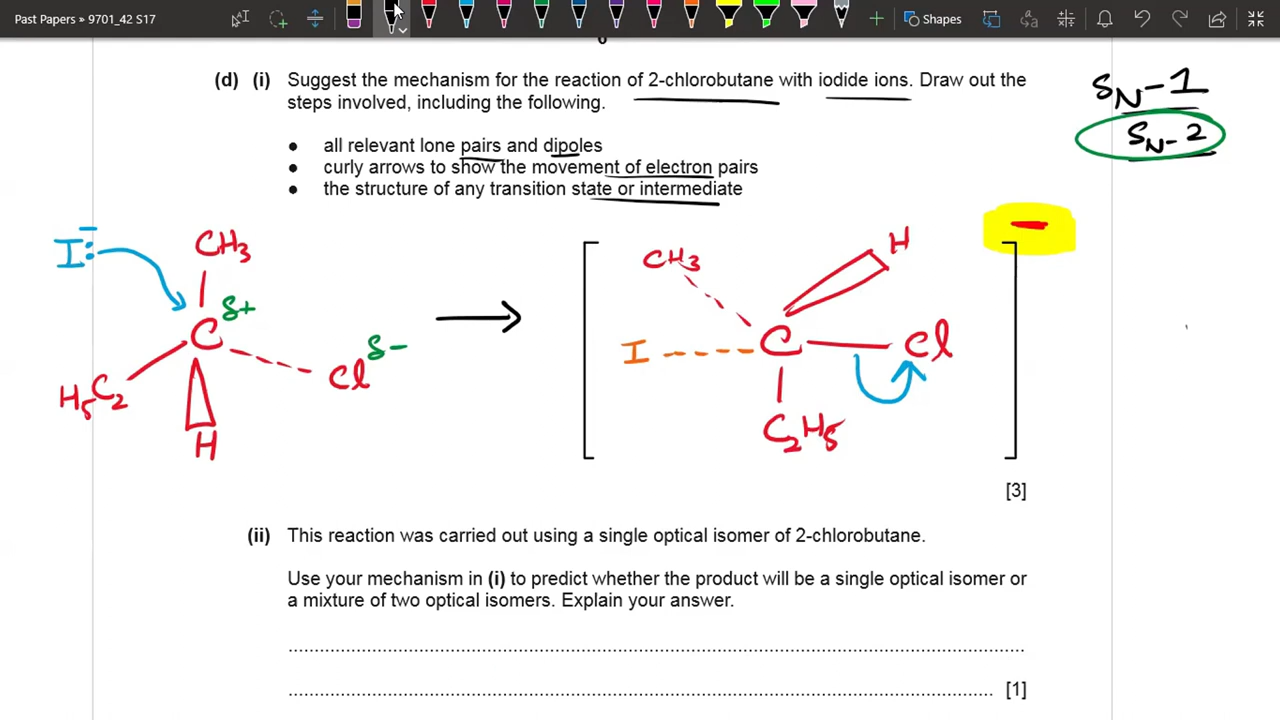 Past Papers » 9701_42 S17
Shapes
(d) (i) Suggest the mechanism for the reaction of 2-chlorobutane with iodide ions. Draw out the
steps involved, including the following.
● all relevant lone pairs and dipoles
● curly arrows to show the movement of electron pairs
● the structure of any transition state or intermediate
SN-1
SN-2
I:−
CH3
C δ+
Cl δ−
H5C2
H
CH3
H
I
C
Cl
C2H5
−
[3]
(ii) This reaction was carried out using a single optical isomer of 2-chlorobutane.
Use your mechanism in (i) to predict whether the product will be a single optical isomer or
a mixture of two optical isomers. Explain your answer.
[1]